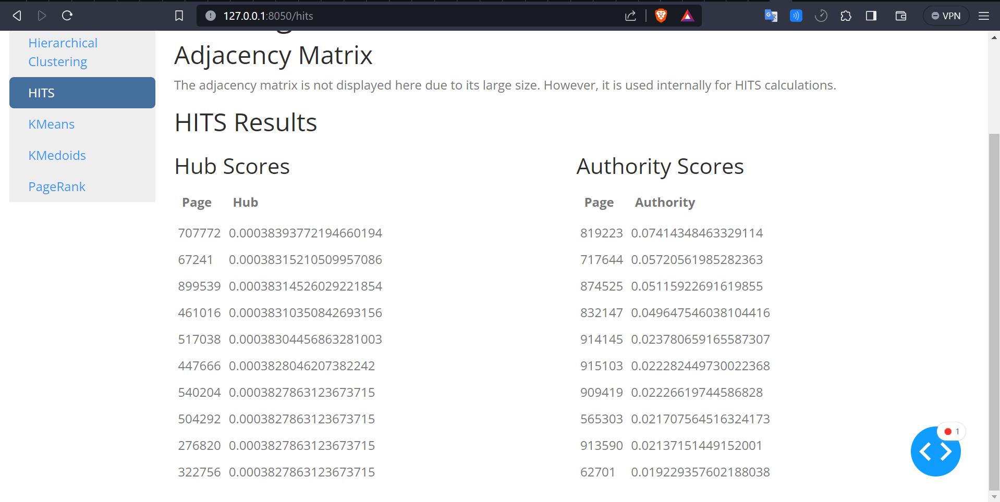 127.0.0.1:8050/hits
VPN
Hierarchical
Clustering
HITS
KMeans
KMedoids
PageRank
Adjacency Matrix
The adjacency matrix is not displayed here due to its large size. However, it is used internally for HITS calculations.
HITS Results
Hub Scores
Page Hub
707772 0.00038393772194660194
67241 0.00038315210509957086
899539 0.00038314526029221854
461016 0.00038310350842693156
517038 0.00038304456863281003
447666 0.00038280462073822​42
540204 0.0003827863123673715
504292 0.0003827863123673715
276820 0.0003827863123673715
322756 0.0003827863123673715
Authority Scores
Page Authority
819223 0.07414348463329114
717644 0.05720561985282363
874525 0.05115922691619855
832147 0.049647546038104416
914145 0.023780659165587307
915103 0.022282449730022368
909419 0.02226619744586828
565303 0.021707564516324173
913590 0.02137151449152001
62701 0.019229357602188038
1